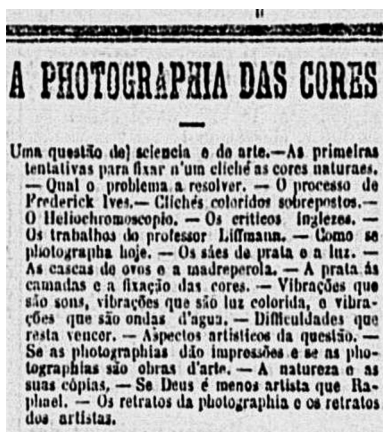 A PHOTOGRAPHIA DAS CORES
Uma questão de] sciencia e de arte.—As primeiras
tentativas para fixar n'um cliché as cores naturaes.
— Qual o problema a resolver. — O processo de
Frederick Ives.— Clichés coloridos sobrepostos.—
O Heliochromoscopio. — Os criticos Inglezes. —
Os trabalhos do professor Liffmann. — Como se
photographa hoje. — Os sáes de prata e a luz. —
As cascas de ovos e a madreperola. — A prata ás
camadas e a fixação das cores. — Vibrações que
são sons, vibrações que são luz colorida, e vibra-
ções que são ondas d'agua. — Difficuldades que
resta vencer. — Aspectos artisticos da questão. —
Se as photographias dão impressões e se as pho-
tographias são obras d'arte. — A natureza e as
suas cópias. — Se Deus é menos artista que Ra-
phael. — Os retratos da photographia e os retratos
dos artistas.